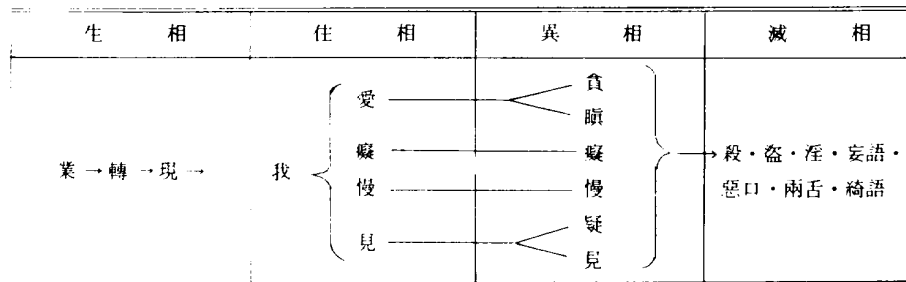 生相 住相 異相 滅相
貪
愛
瞋
業→轉→現→ 我 癡 癡 → 殺・盜・淫・妄語・
慢 慢 惡口・兩舌・綺語
疑
見
見